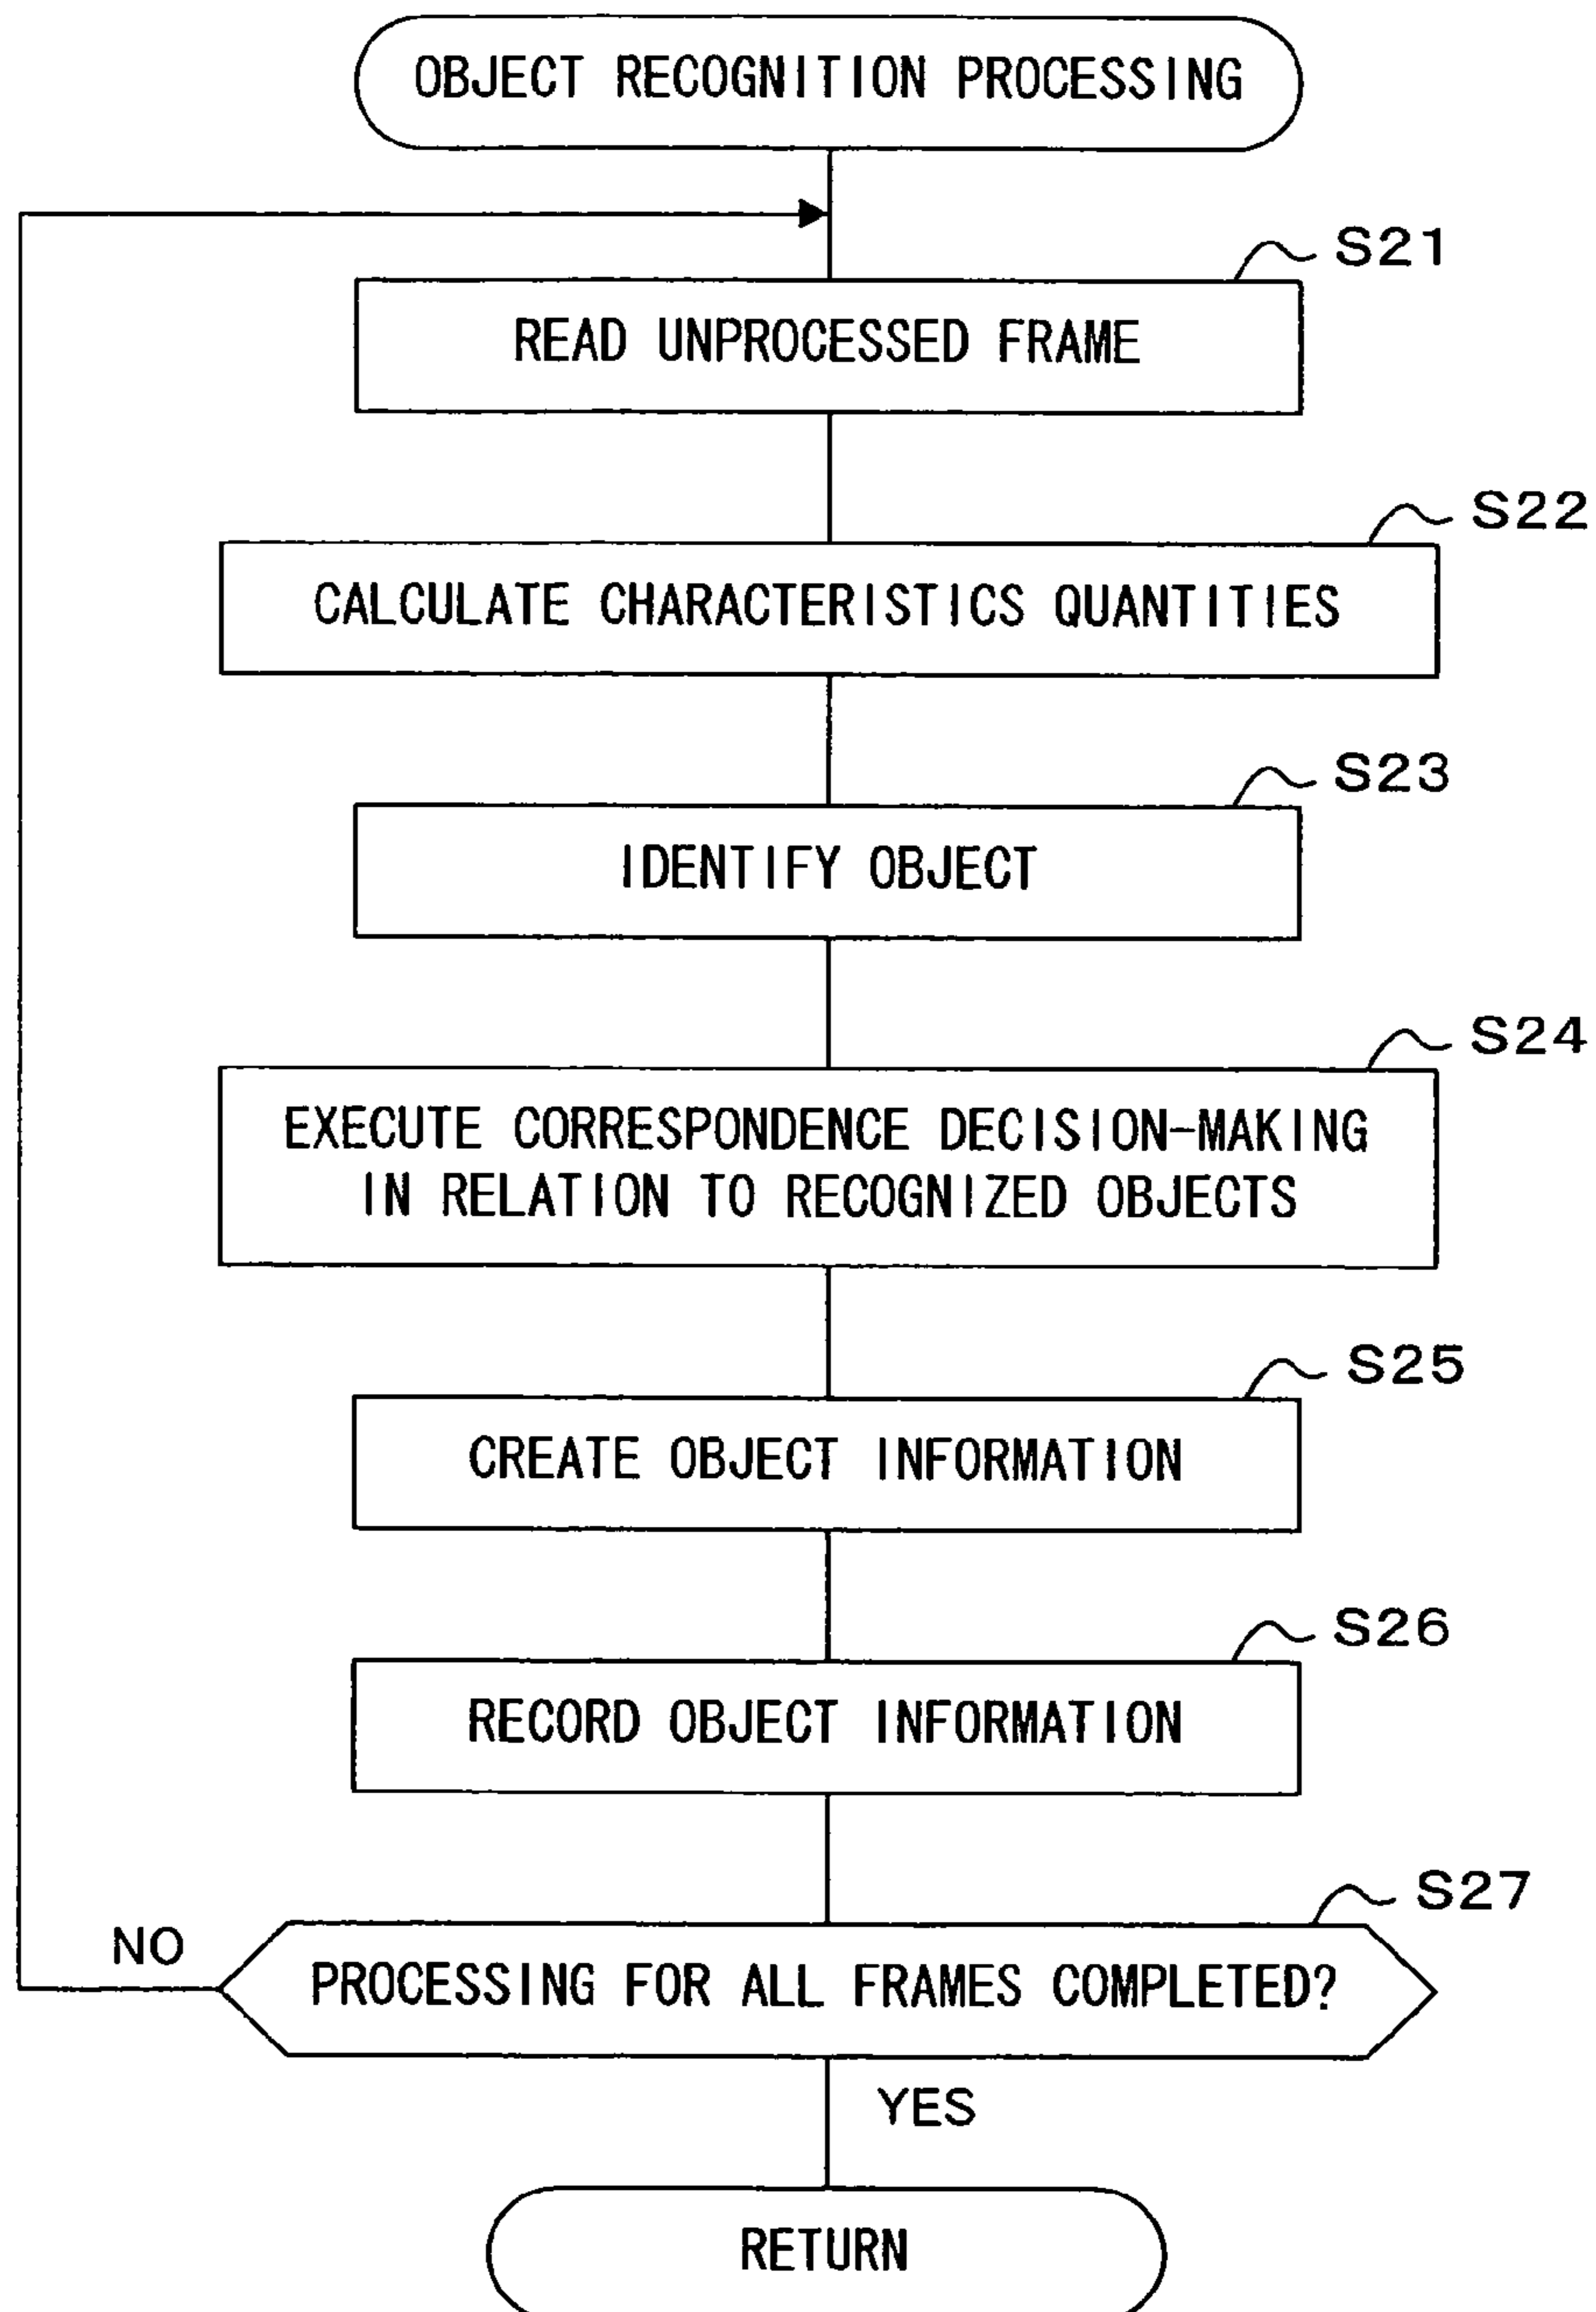 OBJECT RECOGNITION PROCESSING
S21
READ UNPROCESSED FRAME
S22
CALCULATE CHARACTERISTICS QUANTITIES
S23
IDENTIFY OBJECT
S24
EXECUTE CORRESPONDENCE DECISION-MAKING
IN RELATION TO RECOGNIZED OBJECTS
S25
CREATE OBJECT INFORMATION
S26
RECORD OBJECT INFORMATION
S27
NO
PROCESSING FOR ALL FRAMES COMPLETED?
YES
RETURN